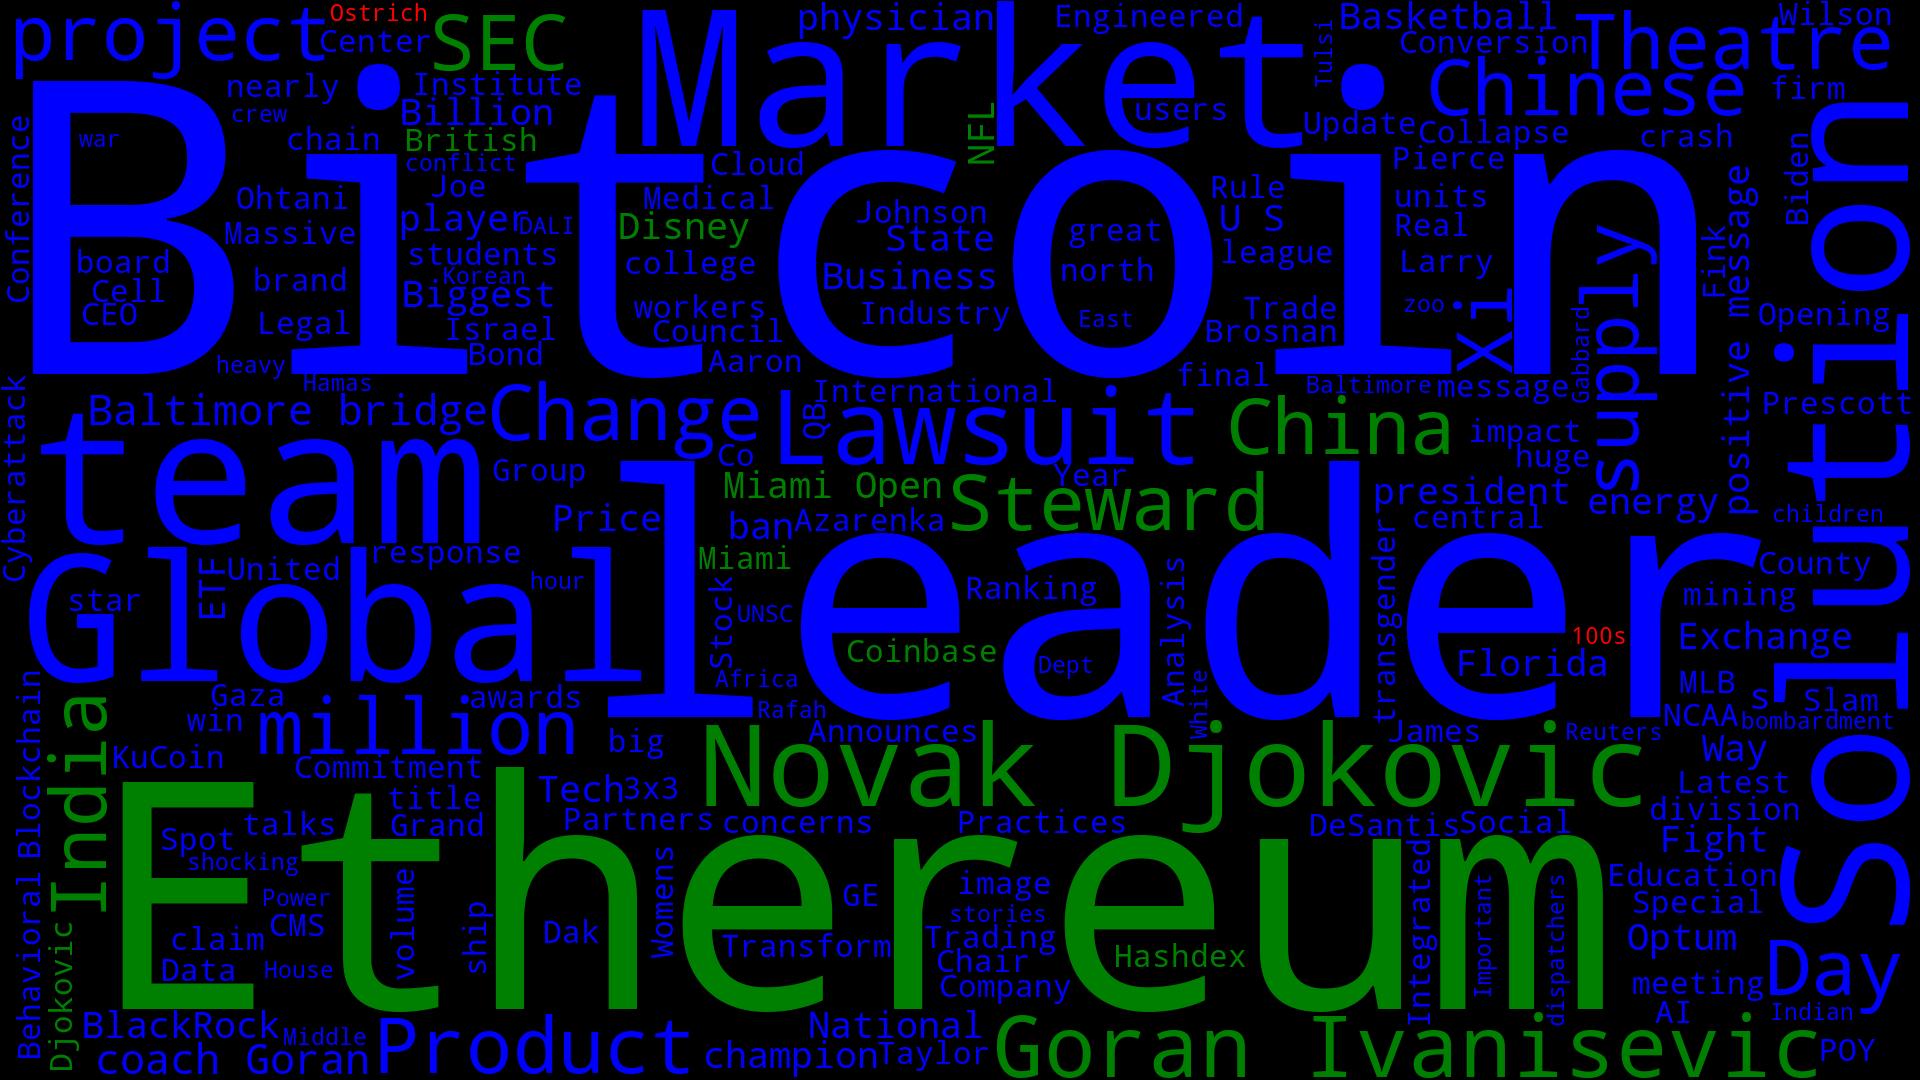 project
Ostrich
Center
SEC
Market
physician
Engineered
Tulsi
Basketball
Conversion
Theatre
Wilson
Bitcoin
nearly
Institute
crew
Billion
NFL
users
Update
Chinese
Collapse
firm
crash
Conference
war
chain
British
conflict
Joe
Cloud
Medical
Rule
Pierce
units
Real
Biden
Solution
Ohtani
Massive
player
DALI
Disney
Johnson
State
great
U S
league
Larry
students
Korean
college
Business
north
board
Cell
CEO
brand
Biggest
workers
Council
Industry
East
Trade
Brosnan
zoo
Xi
supply
Fink
positive message
Opening
Gabbard
Legal
Israel
Bond
Aaron
heavy
Hamas
International
final
Baltimore
message
Prescott
Cyberattack
Baltimore bridge
Change
QB
Lawsuit
China
impact
huge
team
Group
Co
Year
Miami Open
Steward
president
central
energy
children
Price
ban
Azarenka
Global
leader
response
United
ETF
hour
star
Miami
Stock
UNSC
Ranking
Analysis
transgender
County
mining
100s
Exchange
Coinbase
Dept
Florida
Africa
Rafah
White
MLB
s
Slam
NCAA
bombardment
Gaza
awards
win
million
big
Announces
James
Reuters
Way
Behavioral Blockchain
India
KuCoin
Commitment
Novak Djokovic
Latest
division
Ethereum
title
Grand
Tech
3x3
Partners
concerns
Practices
DeSantis
Social
Fight
Spot
talks
shocking
Power
CMS
volume
ship
Womens
GE
image
stories
Integrated
Important
dispatchers
Education
Special
claim
Data
House
Dak
Transform
Trading
Chair
Company
Hashdex
Optum
meeting
AI
Day
Indian
Djokovic
BlackRock
Middle
coach
Goran
Product
National
champion
Taylor
Goran Ivanisevic
POY